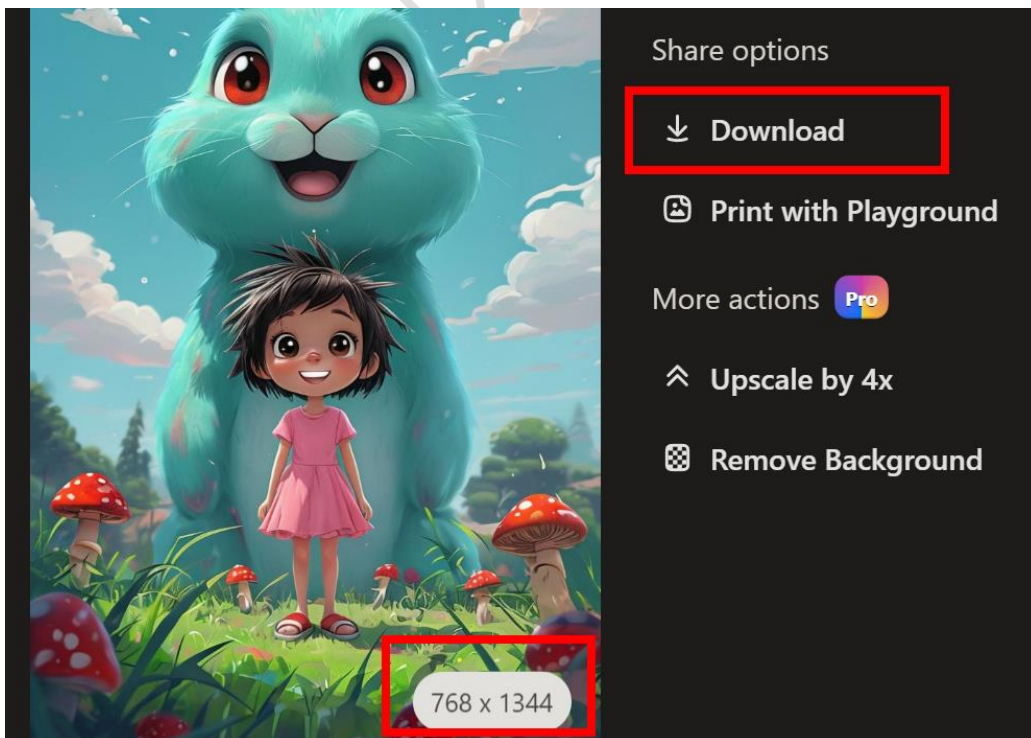 Share options
Download
Print with Playground
More actions Pro
Upscale by 4x
Remove Background
768 x 1344